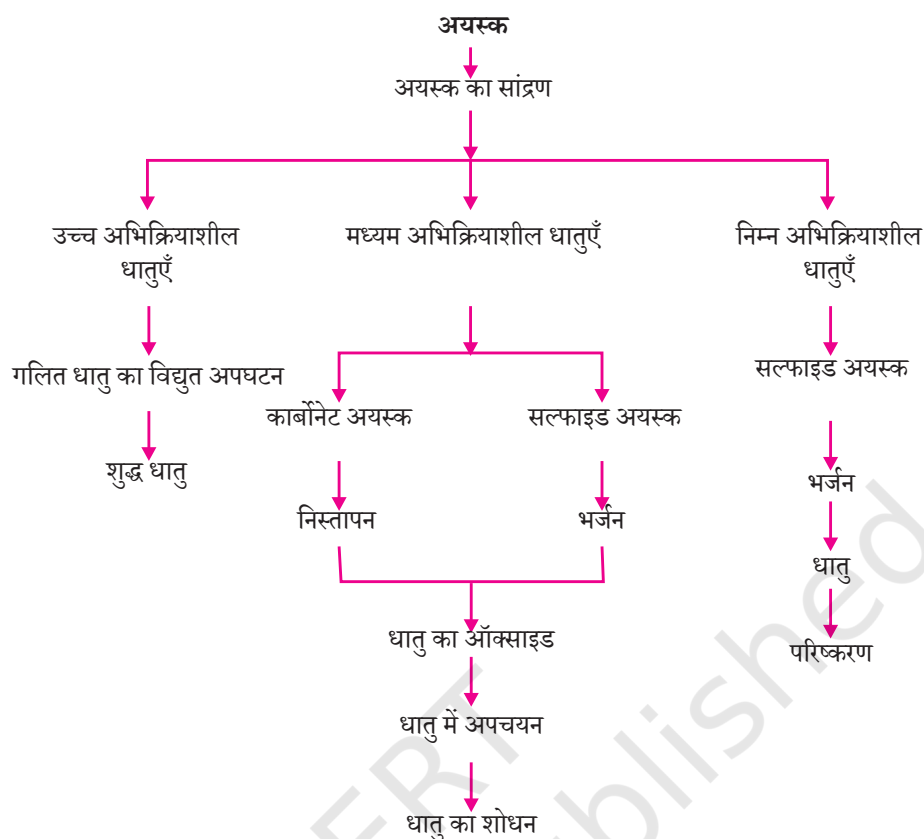 अयस्क
अयस्क का सांद्रण
उच्च अभिक्रियाशील
धातुएँ
मध्यम अभिक्रियाशील धातुएँ
निम्न अभिक्रियाशील
धातुएँ
गलित धातु का विद्युत अपघटन
शुद्ध धातु
कार्बोनेट अयस्क
सल्फाइड अयस्क
निस्तापन
भर्जन
धातु का ऑक्साइड
धातु में अपचयन
धातु का शोधन
सल्फाइड अयस्क
भर्जन
धातु
परिष्करण